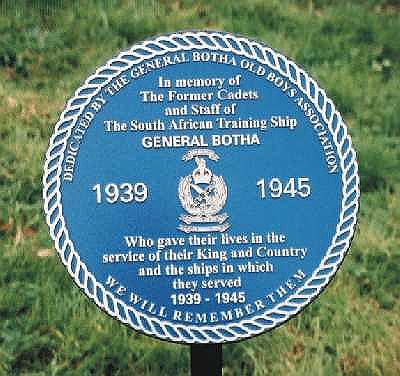 DEDICATED BY THE GENERAL BOTHA OLD BOYS ASSOCIATION
In memory of
The Former Cadets
and Staff of
The South African Training Ship
GENERAL BOTHA
1939 1945
Who gave their lives in the
service of their King and Country
and the ships in which
they served
1939 - 1945
WE WILL REMEMBER THEM